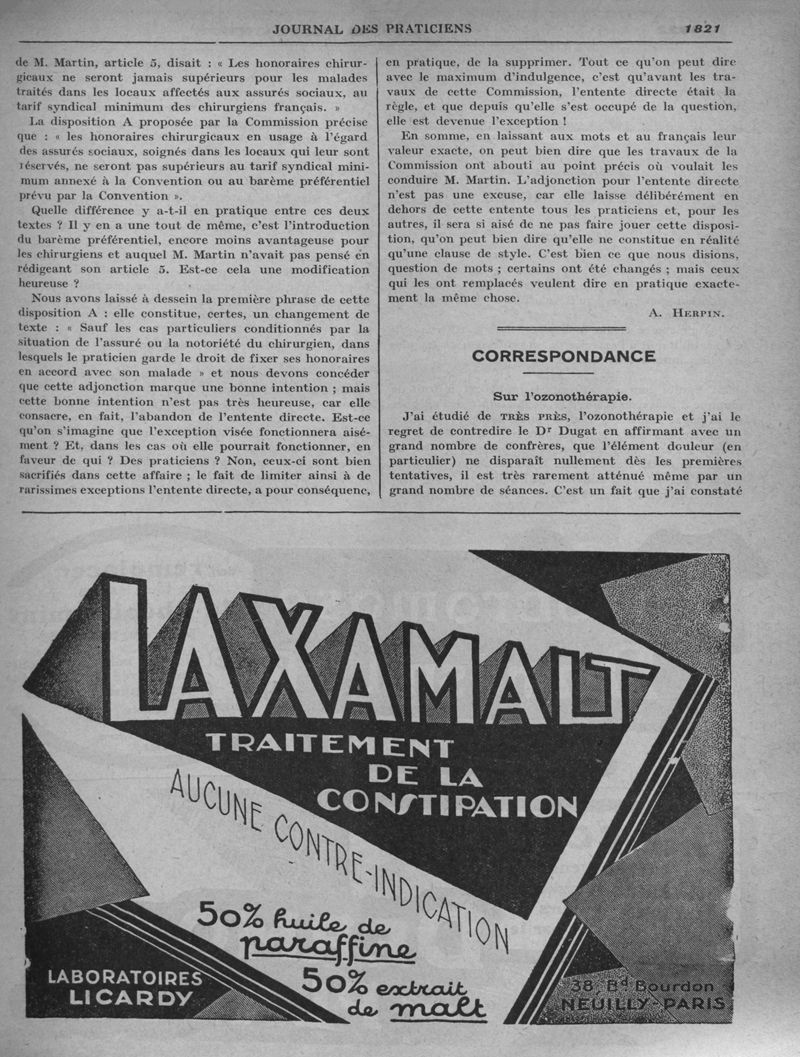 JOURNAL DES PRATICIENS
1821
de M. Martin, article 5, disait : « Les honoraires chirur-
gicaux ne seront jamais supérieurs pour les malades
traités dans les locaux affectés aux assurés sociaux, au
tarif syndical minimum des chirurgiens français. »
La disposition A proposée par la Commission précise
que : « les honoraires chirurgicaux en usage à l'égard
des assurés sociaux, soignés dans les locaux qui leur sont
réservés, ne seront pas supérieurs au tarif syndical mini-
mum annexé à la Convention ou au barème préférentiel
prévu par la Convention ».
Quelle différence y a-t-il en pratique entre ces deux
textes ? Il y en a une tout de même, c'est l'introduction
du barème préférentiel, encore moins avantageuse pour
les chirurgiens et auquel M. Martin n'avait pas pensé en
rédigeant son article 5. Est-ce cela une modification
heureuse ?
Nous avons laissé à dessein la première phrase de cette
disposition A : elle constitue, certes, un changement de
texte : « Sauf les cas particuliers conditionnés par la
situation de l'assuré ou la notoriété du chirurgien, dans
lesquels le praticien garde le droit de fixer ses honoraires
en accord avec son malade » et nous devons concéder
que cette adjonction marque une bonne intention ; mais
cette bonne intention n'est pas très heureuse, car elle
consacre, en fait, l'abandon de l'entente directe. Est-ce
qu'on s'imagine que l'exception visée fonctionnera aisé-
ment ? Et, dans les cas où elle pourrait fonctionner, en
faveur de qui ? Des praticiens ? Non, ceux-ci sont bien
sacrifiés dans cette affaire ; le fait de limiter ainsi à de
rarissimes exceptions l'entente directe, a pour conséquenc,
en pratique, de la supprimer. Tout ce qu'on peut dire
avec le maximum d'indulgence, c'est qu'avant les tra-
vaux de cette Commission, l'entente directe était la
règle, et que depuis qu'elle s'est occupé de la question,
elle est devenue l'exception !
En somme, en laissant aux mots et au français leur
valeur exacte, on peut bien dire que les travaux de la
Commission ont abouti au point précis où voulait les
conduire M. Martin. L'adjonction pour l'entente directe
n'est pas une excuse, car elle laisse délibérément en
dehors de cette entente tous les praticiens et, pour les
autres, il sera si aisé de ne pas faire jouer cette disposi-
tion, qu'on peut bien dire qu'elle ne constitue en réalité
qu'une clause de style. C'est bien ce que nous disions,
question de mots ; certains ont été changés ; mais ceux
qui les ont remplacés veulent dire en pratique exacte-
ment la même chose.
A. HERPIN.
CORRESPONDANCE
Sur l'ozonothérapie.
J'ai étudié de TRÈS PRÈS, l'ozonothérapie et j'ai le
regret de contredire le Dr Dugat en affirmant avec un
grand nombre de confrères, que l'élément douleur (en
particulier) ne disparaît nullement dès les premières
tentatives, il est très rarement atténué même par un
grand nombre de séances. C'est un fait que j'ai constaté
LAXAMALT
TRAITEMENT
DE LA
CONSTIPATION
AUCUNE CONTRE-INDICATION
50% huile de
paraffine
50% extrait
de malt
LABORATOIRES
LICARDY
38, Bd Bourdon
NEUILLY-PARIS